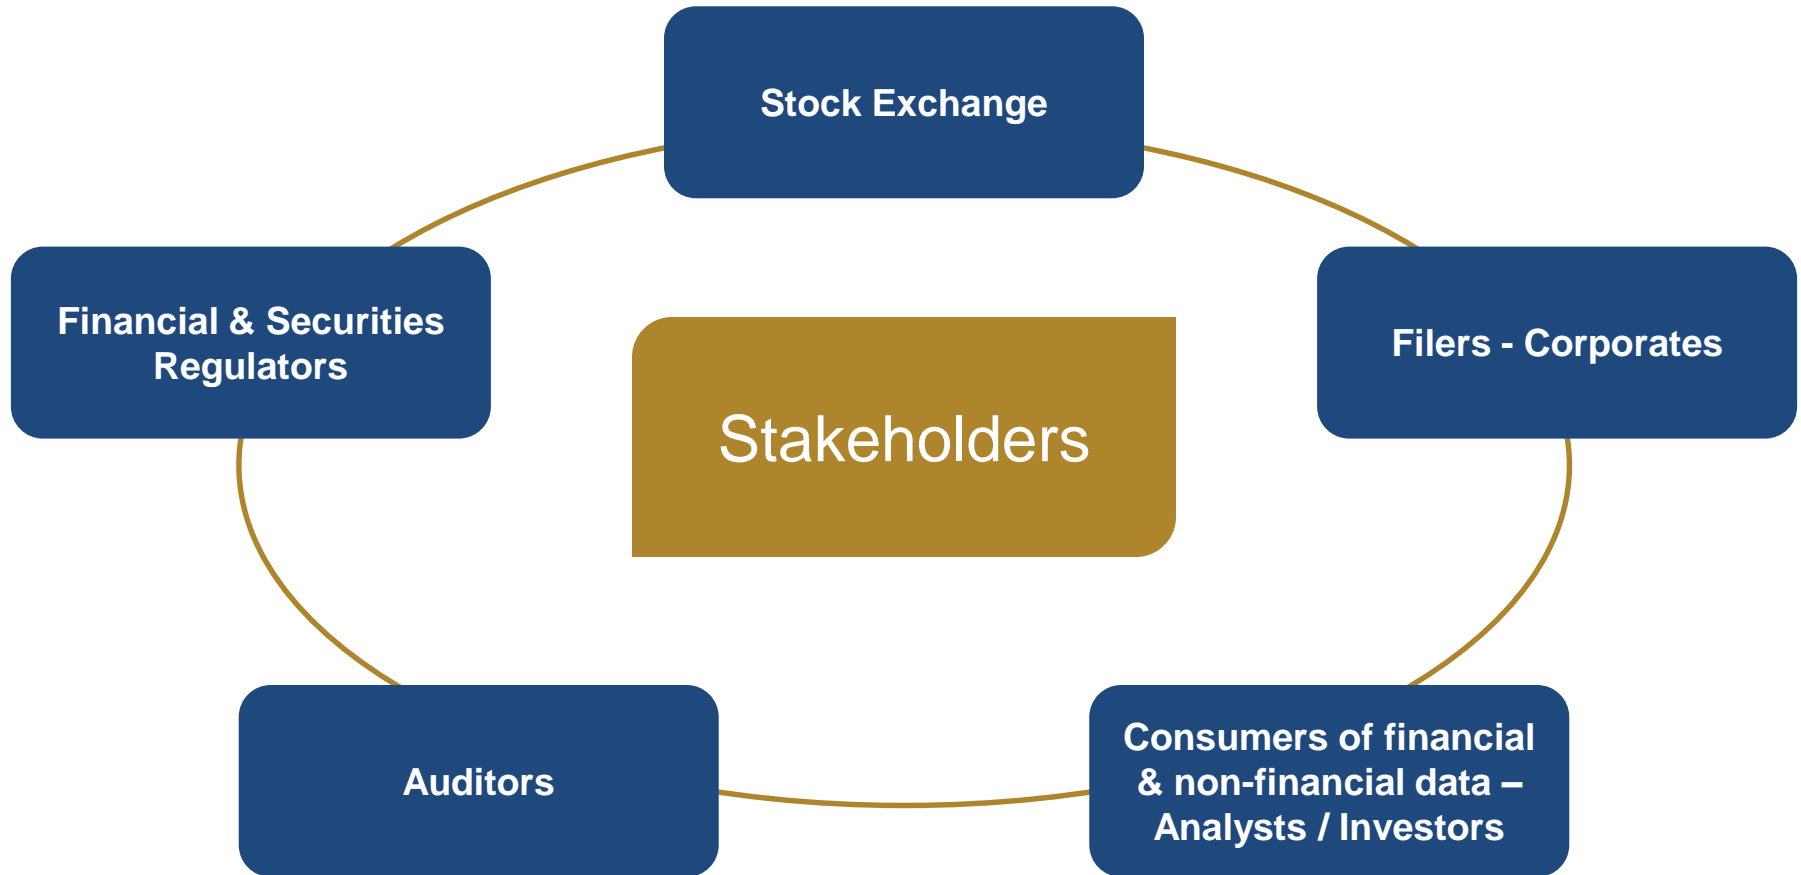 Stock Exchange
Financial & Securities
Regulators
Filers - Corporates
Stakeholders
Auditors
Consumers of financial
& non-financial data –
Analysts / Investors